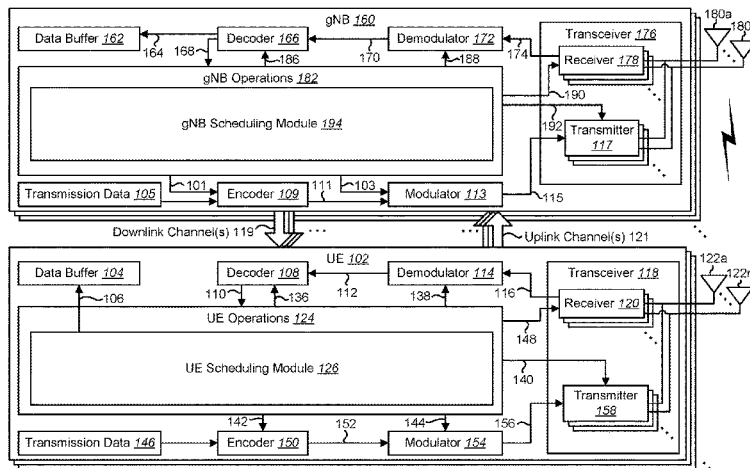 gNB 160
180a
180
Data Buffer 162
Decoder 166
Demodulator 172
Transceiver 176
Receiver 178
164
168
186
170
188
174
gNB Operations 182
190
192
gNB Scheduling Module 194
Transmitter
117
101
103
Transmission Data 105
Encoder 109
111
Modulator 113
115
Downlink Channel(s) 119
Uplink Channel(s) 121
UE 102
122a
122n
Data Buffer 104
Decoder 108
Demodulator 114
Transceiver 118
Receiver 120
106
110
136
112
138
116
UE Operations 124
148
UE Scheduling Module 126
140
Transmitter
158
142
152
144
156
Transmission Data 146
Encoder 150
Modulator 154